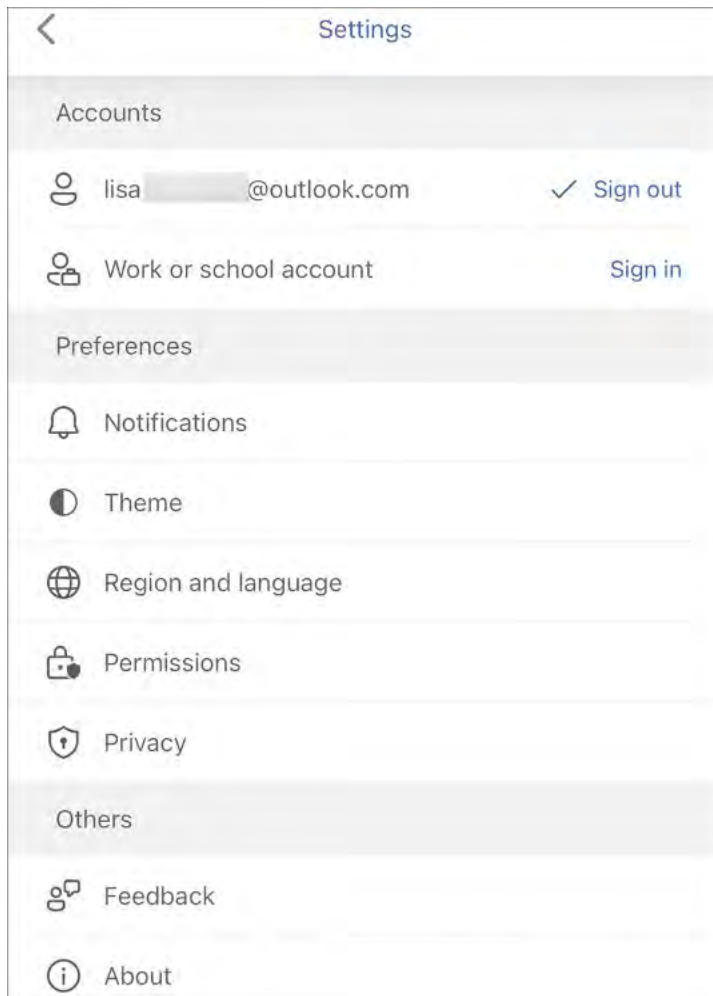 Settings
Accounts
lisa @outlook.com Sign out
Work or school account Sign in
Preferences
Notifications
Theme
Region and language
Permissions
Privacy
Others
Feedback
About